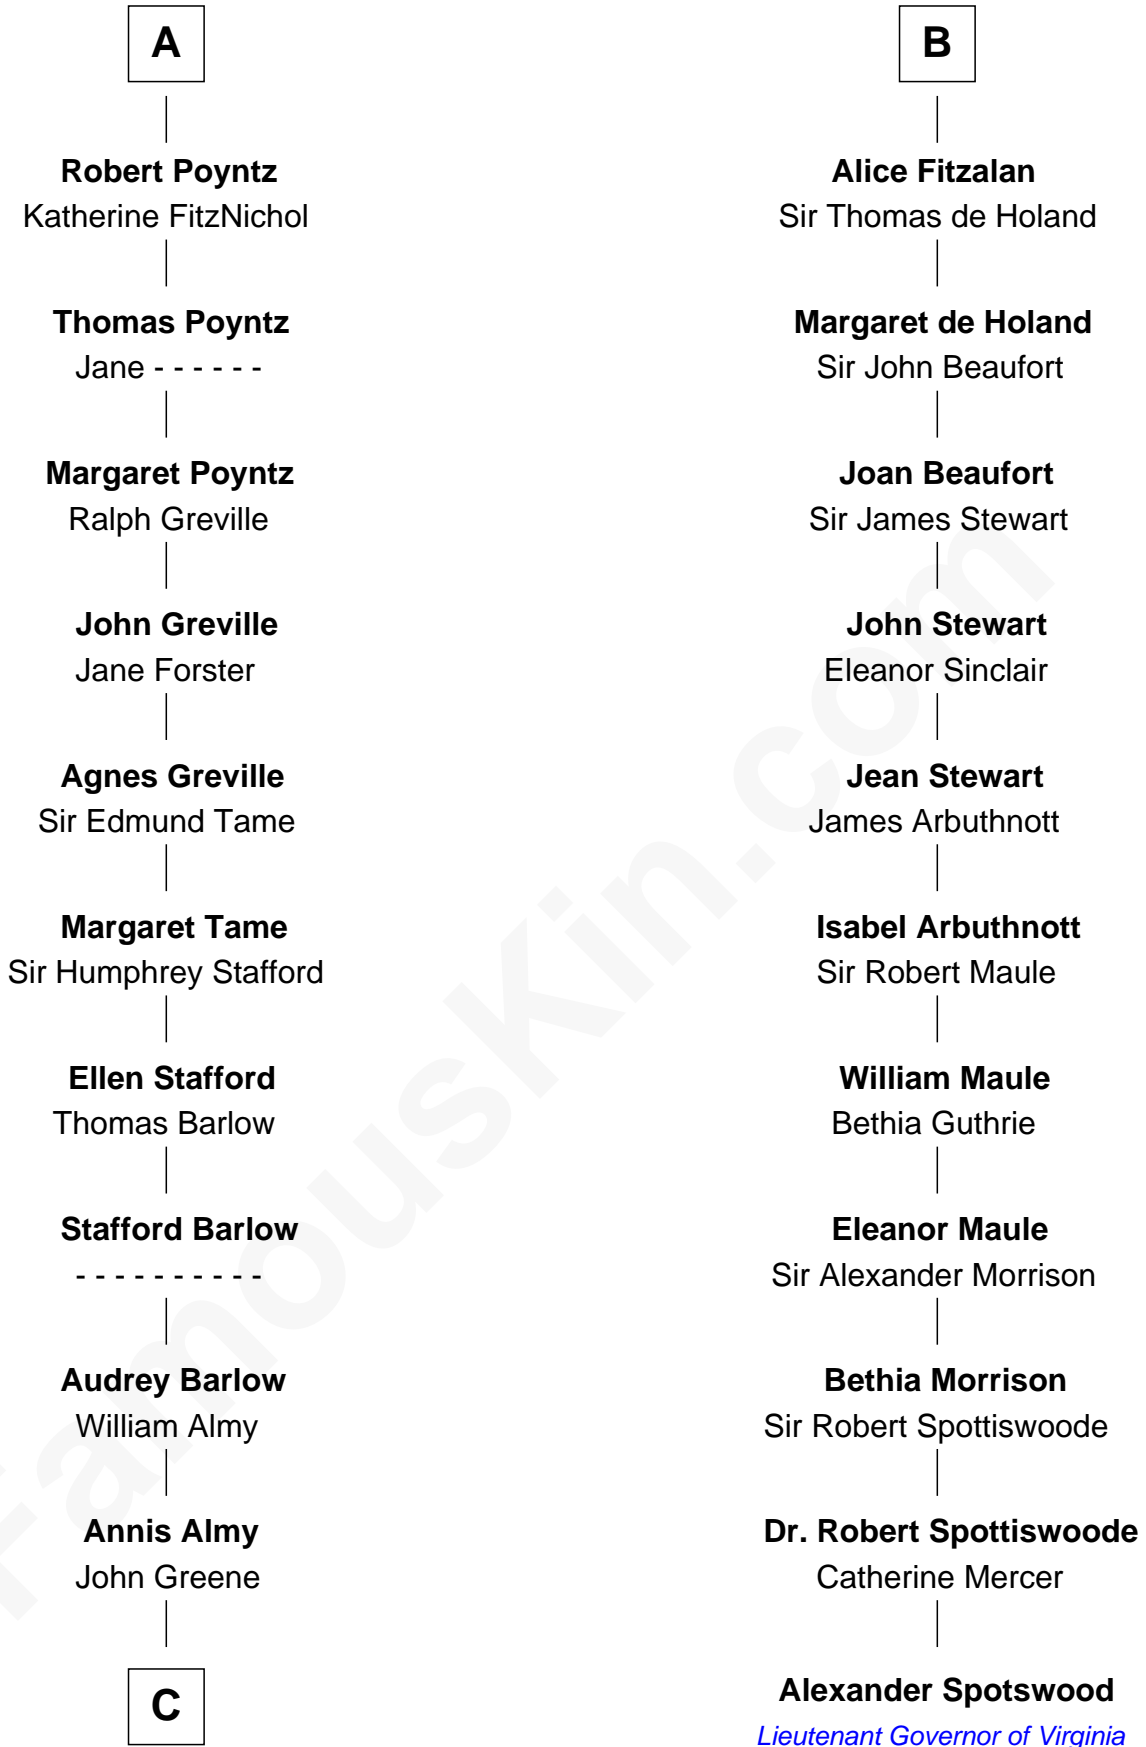 A
Robert Poyntz
Katherine FitzNichol
Thomas Poyntz
Jane - - - - - -
Margaret Poyntz
Ralph Greville
John Greville
Jane Forster
Agnes Greville
Sir Edmund Tame
Margaret Tame
Sir Humphrey Stafford
Ellen Stafford
Thomas Barlow
Stafford Barlow
- - - - - - - - - -
Audrey Barlow
William Almy
Annis Almy
John Greene
C
B
Alice Fitzalan
Sir Thomas de Holand
Margaret de Holand
Sir John Beaufort
Joan Beaufort
Sir James Stewart
John Stewart
Eleanor Sinclair
Jean Stewart
James Arbuthnott
Isabel Arbuthnott
Sir Robert Maule
William Maule
Bethia Guthrie
Eleanor Maule
Sir Alexander Morrison
Bethia Morrison
Sir Robert Spottiswoode
Dr. Robert Spottiswoode
Catherine Mercer
Alexander Spotswood
Lieutenant Governor of Virginia
FamousKin.com